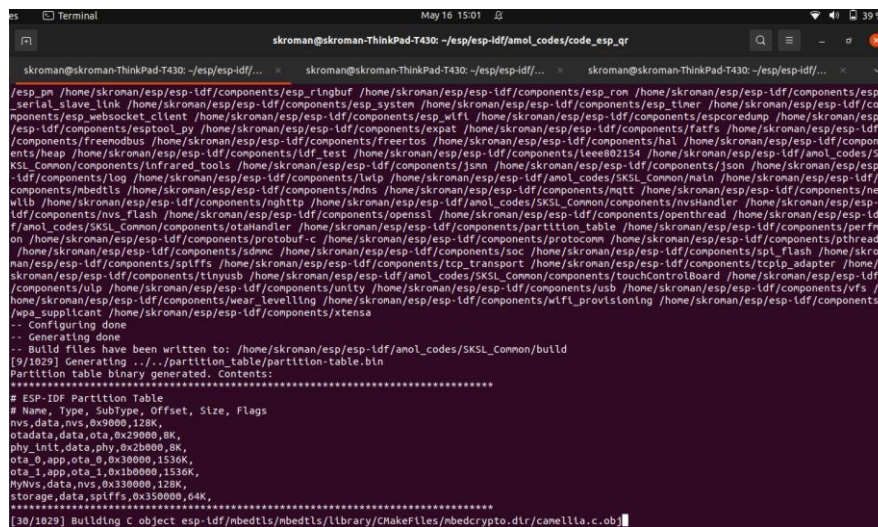 es Terminal May 16 15:01 39
skroman@skroman-ThinkPad-T430: ~/esp/esp-idf/amol_codes/code_esp_qr
skroman@skroman-ThinkPad-T430: ~/esp/esp-idf/... skroman@skroman-ThinkPad-T430: ~/esp/esp-idf/... skroman@skroman-ThinkPad-T430: ~/esp/esp-idf/...
/esp_pm /home/skroman/esp/esp-idf/components/esp_ringbuf /home/skroman/esp/esp-idf/components/esp_rom /home/skroman/esp/esp-idf/components/esp
_serial_slave_link /home/skroman/esp/esp-idf/components/esp_system /home/skroman/esp/esp-idf/components/esp_timer /home/skroman/esp/esp-idf/co
mponents/esp_websocket_client /home/skroman/esp/esp-idf/components/esp_wifi /home/skroman/esp/esp-idf/components/espcoredump /home/skroman/esp
/esp-idf/components/esptool_py /home/skroman/esp/esp-idf/components/expat /home/skroman/esp/esp-idf/components/fatfs /home/skroman/esp/esp-idf
/components/freemodbus /home/skroman/esp/esp-idf/components/freertos /home/skroman/esp/esp-idf/components/hal /home/skroman/esp/esp-idf/compon
ents/heap /home/skroman/esp/esp-idf/components/idf_test /home/skroman/esp/esp-idf/components/ieee802154 /home/skroman/esp/esp-idf/amol_codes/S
KSL_Common/components/infrared_tools /home/skroman/esp/esp-idf/components/jsmn /home/skroman/esp/esp-idf/components/json /home/skroman/esp/esp
-idf/components/log /home/skroman/esp/esp-idf/components/lwip /home/skroman/esp/esp-idf/amol_codes/SKSL_Common/main /home/skroman/esp/esp-idf/
components/mbedtls /home/skroman/esp/esp-idf/components/mdns /home/skroman/esp/esp-idf/components/mqtt /home/skroman/esp/esp-idf/components/ne
wlib /home/skroman/esp/esp-idf/components/nghttp /home/skroman/esp/esp-idf/amol_codes/SKSL_Common/components/nvsHandler /home/skroman/esp/esp-
idf/components/nvs_flash /home/skroman/esp/esp-idf/components/openssl /home/skroman/esp/esp-idf/components/openthread /home/skroman/esp/esp-id
f/amol_codes/SKSL_Common/components/otaHandler /home/skroman/esp/esp-idf/components/partition_table /home/skroman/esp/esp-idf/components/perfm
on /home/skroman/esp/esp-idf/components/protobuf-c /home/skroman/esp/esp-idf/components/protocomm /home/skroman/esp/esp-idf/components/pthread
/home/skroman/esp/esp-idf/components/sdmmc /home/skroman/esp/esp-idf/components/soc /home/skroman/esp/esp-idf/components/spi_flash /home/skro
man/esp/esp-idf/components/spiffs /home/skroman/esp/esp-idf/components/tcp_transport /home/skroman/esp/esp-idf/components/tcpip_adapter /home/
skroman/esp/esp-idf/components/tinyusb /home/skroman/esp/esp-idf/amol_codes/SKSL_Common/components/touchControlBoard /home/skroman/esp/esp-idf
/components/ulp /home/skroman/esp/esp-idf/components/unity /home/skroman/esp/esp-idf/components/usb /home/skroman/esp/esp-idf/components/vfs /
home/skroman/esp/esp-idf/components/wear_levelling /home/skroman/esp/esp-idf/components/wifi_provisioning /home/skroman/esp/esp-idf/components
/wpa_supplicant /home/skroman/esp/esp-idf/components/xtensa
-- Configuring done
-- Generating done
-- Build files have been written to: /home/skroman/esp/esp-idf/amol_codes/SKSL_Common/build
[9/1029] Generating ../../partition_table/partition-table.bin
Partition table binary generated. Contents:
*******************************************************************************
# ESP-IDF Partition Table
# Name, Type, SubType, Offset, Size, Flags
nvs,data,nvs,0x9000,128K,
otadata,data,ota,0x29000,8K,
phy_init,data,phy,0x2b000,8K,
ota_0,app,ota_0,0x30000,1536K,
ota_1,app,ota_1,0x1b0000,1536K,
MyNvs,data,nvs,0x330000,128K,
storage,data,spiffs,0x350000,64K,
*******************************************************************************
[30/1029] Building C object esp-idf/mbedtls/mbedtls/library/CMakeFiles/mbedcrypto.dir/camellia.c.obj